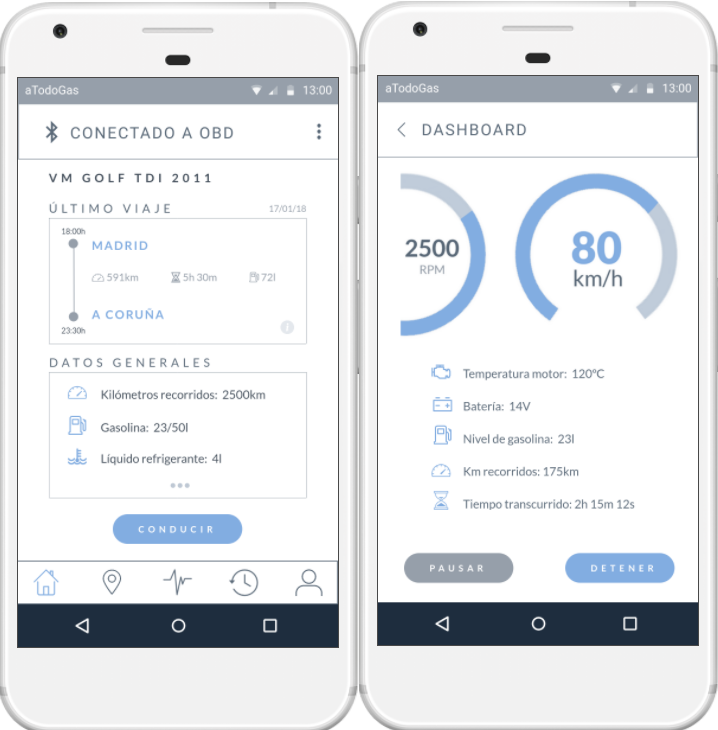 aTodoGas 13:00
CONECTADO A OBD
VM GOLF TDI 2011
ÚLTIMO VIAJE 17/01/18
18:00h
MADRID
591km 5h 30m 72l
A CORUÑA
23:30h
DATOS GENERALES
Kilómetros recorridos: 2500km
Gasolina: 23/50l
Líquido refrigerante: 4l
CONDUCIR
aTodoGas 13:00
DASHBOARD
2500
RPM
80
km/h
Temperatura motor: 120ºC
Batería: 14V
Nivel de gasolina: 23l
Km recorridos: 175km
Tiempo transcurrido: 2h 15m 12s
PAUSAR DETENER